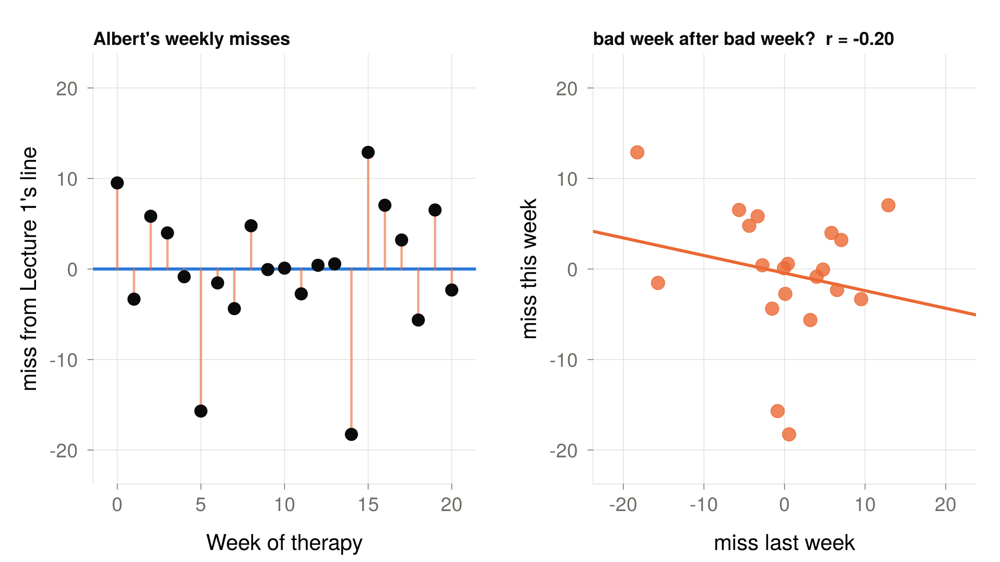 Albert's weekly misses
miss from Lecture 1's line
20
10
0
-10
-20
0 5 10 15 20
Week of therapy
bad week after bad week? r = -0.20
miss this week
20
10
0
-10
-20
-20 -10 0 10 20
miss last week